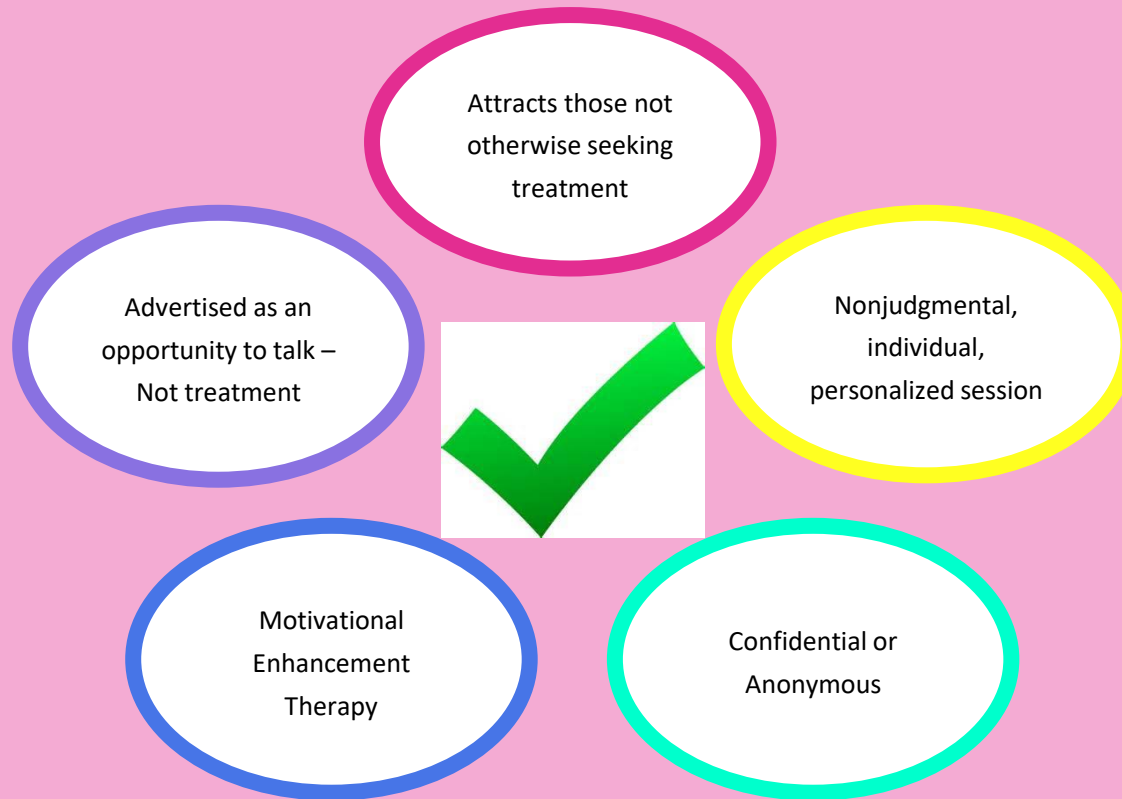 Attracts those not
otherwise seeking
treatment
Advertised as an
opportunity to talk –
Not treatment
Nonjudgmental,
individual,
personalized session
Motivational
Enhancement
Therapy
Confidential or
Anonymous